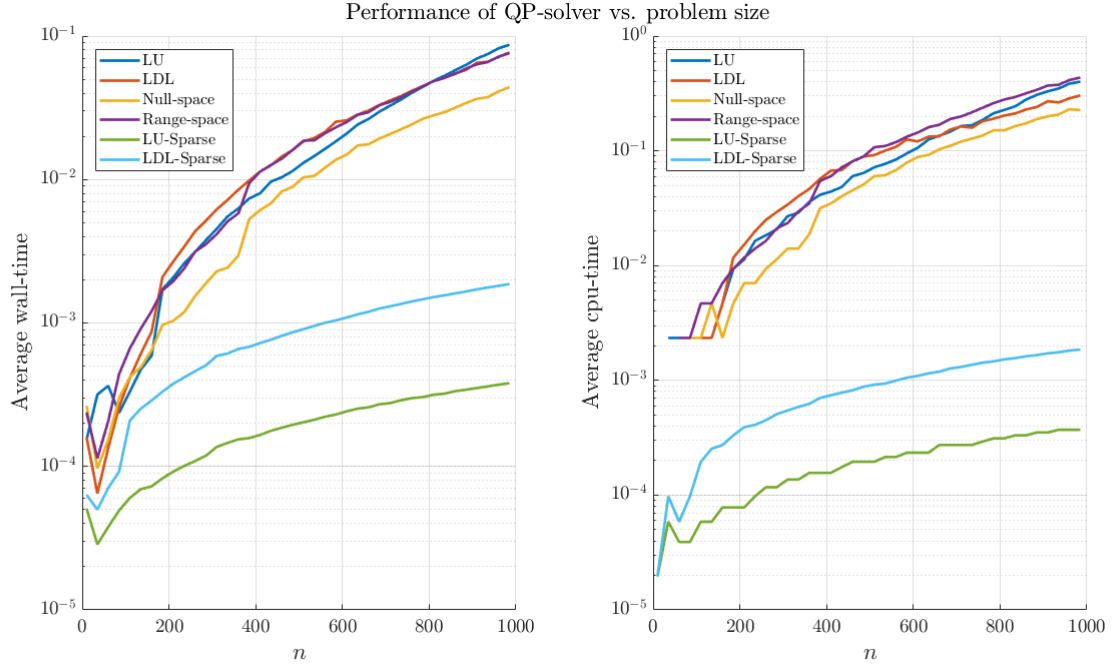 Performance of QP-solver vs. problem size
Average wall-time
10^-1
10^-2
10^-3
10^-4
10^-5
LU
LDL
Null-space
Range-space
LU-Sparse
LDL-Sparse
0 200 400 600 800 1000
n
Average cpu-time
10^0
10^-1
10^-2
10^-3
10^-4
10^-5
LU
LDL
Null-space
Range-space
LU-Sparse
LDL-Sparse
0 200 400 600 800 1000
n